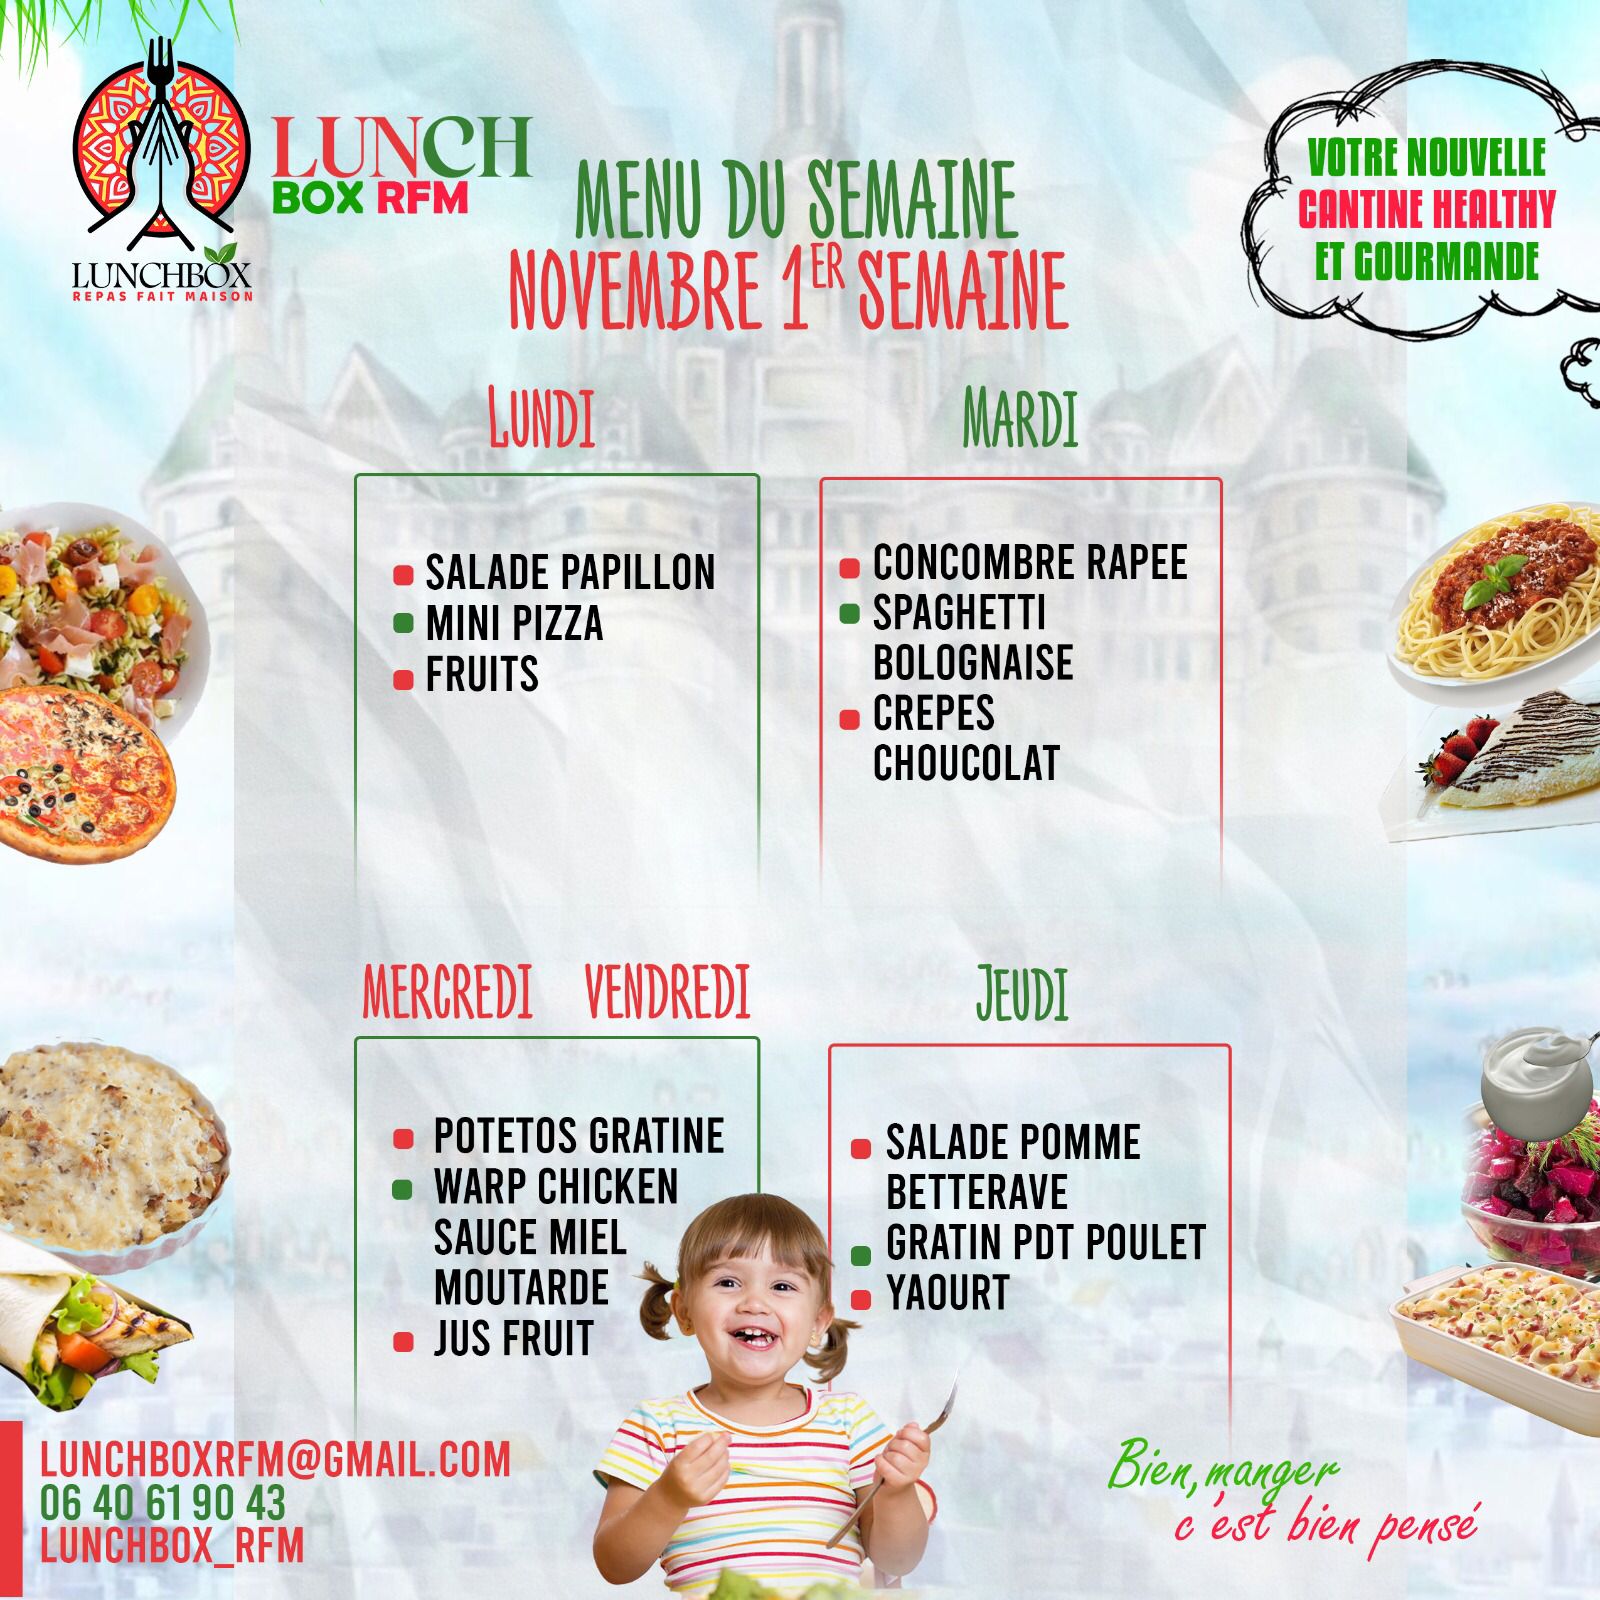 LUNCH
BOX RFM
LUNCHBOX
REPAS FAIT MAISON
MENU DU SEMAINE
NOVEMBRE 1ER SEMAINE
VOTRE NOUVELLE
CANTINE HEALTHY
ET GOURMANDE
LUNDI
SALADE PAPILLON
MINI PIZZA
FRUITS
MARDI
CONCOMBRE RAPEE
SPAGHETTI
BOLOGNAISE
CREPES
CHOUCOLAT
MERCREDI VENDREDI
POTETOS GRATINE
WARP CHICKEN
SAUCE MIEL
MOUTARDE
JUS FRUIT
JEUDI
SALADE POMME
BETTERAVE
GRATIN PDT POULET
YAOURT
LUNCHBOXRFM@GMAIL.COM
06 40 61 90 43
LUNCHBOX_RFM
Bien,manger
c'est bien pensé